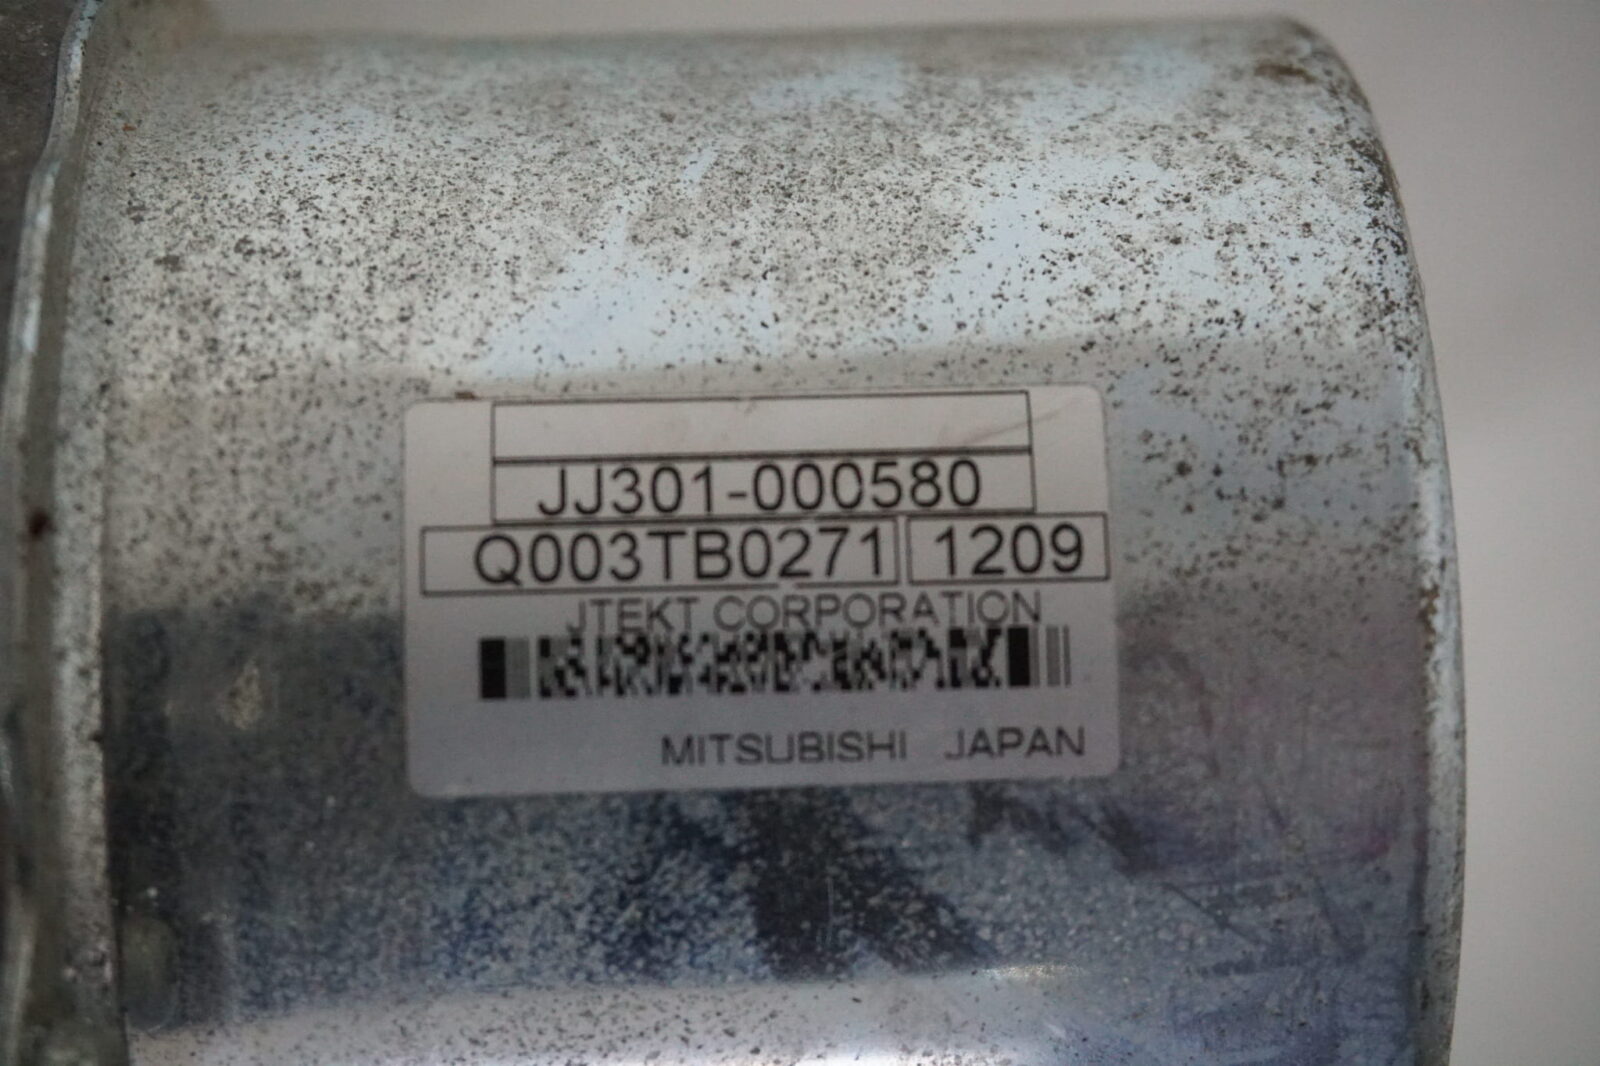 JJ301-000580
Q003TB0271 1209
JTEKT CORPORATION
MITSUBISHI JAPAN